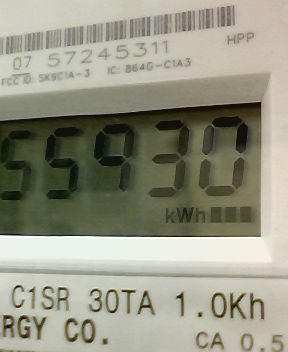 07 57245311
HPP
FCC ID: SK9C1A-3 IC: 864G-C1A3
55930
kWh
C1SR 30TA 1.0Kh
RGY CO.
CA 0.5